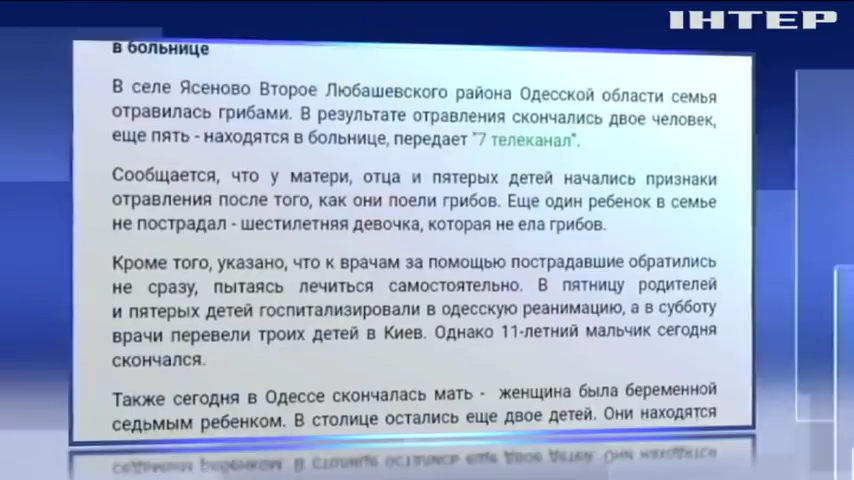 ІНТЕР
в больнице
В селе Ясеново Второе Любашевского района Одесской области семья
отравилась грибами. В результате отравления скончались двое человек,
еще пять - находятся в больнице, передает "7 телеканал".
Сообщается, что у матери, отца и пятерых детей начались признаки
отравления после того, как они поели грибов. Еще один ребенок в семье
не пострадал - шестилетняя девочка, которая не ела грибов.
Кроме того, указано, что к врачам за помощью пострадавшие обратились
не сразу, пытаясь лечиться самостоятельно. В пятницу родителей
и пятерых детей госпитализировали в одесскую реанимацию, а в субботу
врачи перевели троих детей в Киев. Однако 11-летний мальчик сегодня
скончался.
Также сегодня в Одессе скончалась мать - женщина была беременной
седьмым ребенком. В столице остались еще двое детей. Они находятся